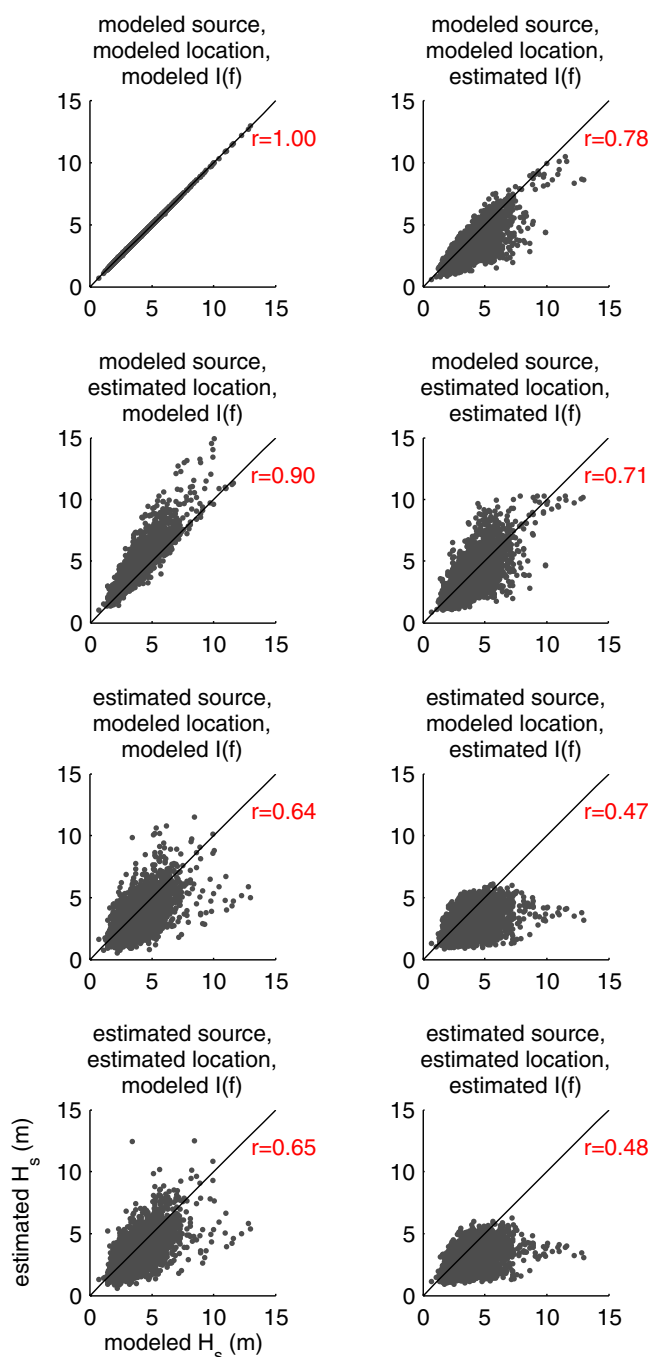 modeled source,
modeled location,
modeled I(f)
15
10
5
0
0 5 10 15
r=1.00
modeled source,
modeled location,
estimated I(f)
15
10
5
0
0 5 10 15
r=0.78
modeled source,
estimated location,
modeled I(f)
15
10
5
0
0 5 10 15
r=0.90
modeled source,
estimated location,
estimated I(f)
15
10
5
0
0 5 10 15
r=0.71
estimated source,
modeled location,
modeled I(f)
15
10
5
0
0 5 10 15
r=0.64
estimated source,
modeled location,
estimated I(f)
15
10
5
0
0 5 10 15
r=0.47
estimated source,
estimated location,
modeled I(f)
15
10
5
0
0 5 10 15
r=0.65
estimated H_s (m)
modeled H_s (m)
estimated source,
estimated location,
estimated I(f)
15
10
5
0
0 5 10 15
r=0.48